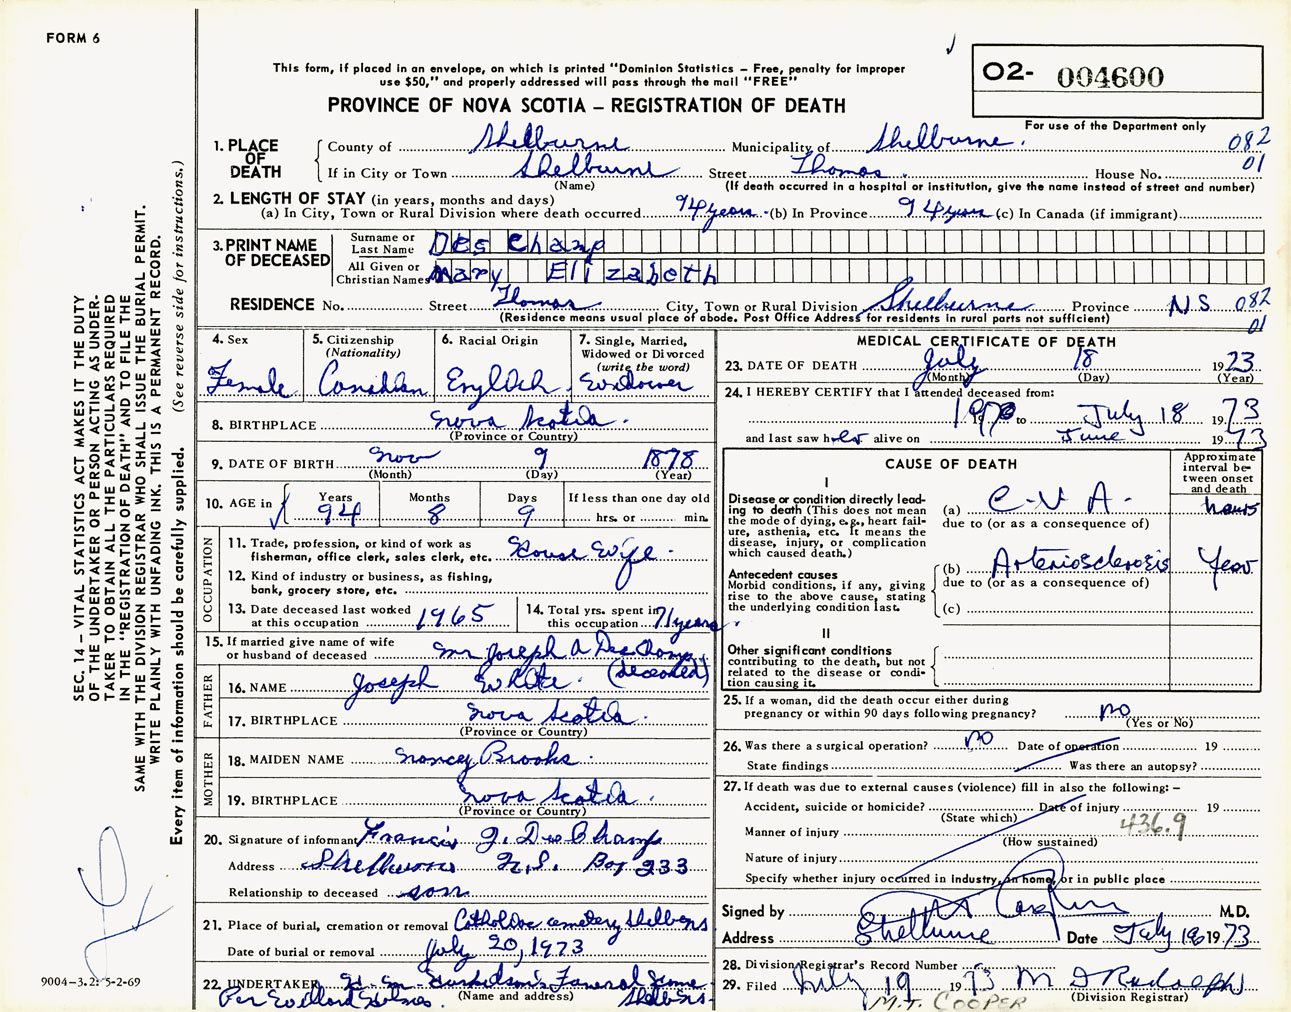 FORM 6
This form, if placed in an envelope, on which is printed "Dominion Statistics – Free, penalty for improper
use $50," and properly addressed will pass through the mail "FREE"
PROVINCE OF NOVA SCOTIA – REGISTRATION OF DEATH
O2- 004600
For use of the Department only
1. PLACE OF DEATH
County of Shelburne Municipality of Shelburne. 082
If in City or Town Shelburne Street Thomas House No. 01
(Name) (If death occurred in a hospital or institution, give the name instead of street and number)
2. LENGTH OF STAY (in years, months and days)
(a) In City, Town or Rural Division where death occurred 94 years (b) In Province 94 years (c) In Canada (if immigrant)
3. PRINT NAME OF DECEASED
Surname or Last Name Des Champ
All Given or Christian Names Mary Elizabeth
RESIDENCE No. Street Thomas City, Town or Rural Division Shelburne Province N.S. 082
(Residence means usual place of abode. Post Office Address for residents in rural parts not sufficient) 01
4. Sex Female
5. Citizenship (Nationality) Canadian
6. Racial Origin English
7. Single, Married, Widowed or Divorced (write the word) Widower
8. BIRTHPLACE Nova Scotia.
(Province or Country)
9. DATE OF BIRTH Nov 9 1878
(Month) (Day) (Year)
10. AGE in Years 94 Months 8 Days 9 If less than one day old hrs. or min.
OCCUPATION
11. Trade, profession, or kind of work as
fisherman, office clerk, sales clerk, etc. House Wife.
12. Kind of industry or business, as fishing,
bank, grocery store, etc.
13. Date deceased last worked
at this occupation 1965
14. Total yrs. spent in
this occupation 71 years.
15. If married give name of wife
or husband of deceased Mr Joseph A DesChamp
(deceased)
FATHER
16. NAME Joseph White.
17. BIRTHPLACE Nova Scotia.
(Province or Country)
MOTHER
18. MAIDEN NAME Nancy Brooks.
19. BIRTHPLACE Nova Scotia.
(Province or Country)
20. Signature of informant Francis J. DesChamp
Address Shelburne N.S. Box 233
Relationship to deceased son
21. Place of burial, cremation or removal Catholic cemetery Shelburne
Date of burial or removal July 20, 1973
22. UNDERTAKER Funeral Home
(Name and address)
Per Willard
MEDICAL CERTIFICATE OF DEATH
23. DATE OF DEATH July 18 1923
(Month) (Day) (Year)
24. I HEREBY CERTIFY that I attended deceased from:
1970 to July 18 1973
and last saw her alive on June 1973
CAUSE OF DEATH
Approximate interval between onset and death
I
Disease or condition directly lead-
ing to death (This does not mean
the mode of dying, e.g., heart fail-
ure, asthenia, etc. It means the
disease, injury, or complication
which caused death.)
(a) C.V.A. hours
due to (or as a consequence of)
Antecedent causes
Morbid conditions, if any, giving
rise to the above cause, stating
the underlying condition last.
(b) Arteriosclerosis Years
due to (or as a consequence of)
(c)
II
Other significant conditions
contributing to the death, but not
related to the disease or condi-
tion causing it.
25. If a woman, did the death occur either during
pregnancy or within 90 days following pregnancy? no
(Yes or No)
26. Was there a surgical operation? no Date of operation 19
State findings Was there an autopsy?
27. If death was due to external causes (violence) fill in also the following: –
Accident, suicide or homicide? Date of injury 19
(State which) 436.9
Manner of injury
(How sustained)
Nature of injury
Specify whether injury occurred in Industry, in home, or in public place
Signed by M.D.
Address Shelburne Date July 18 1973
28. Division Registrar's Record Number
29. Filed July 19 1973 M D Rudolph
(Division Registrar)
M.T. COOPER
SEC. 14 – VITAL STATISTICS ACT MAKES IT THE DUTY
OF THE UNDERTAKER OR PERSON ACTING AS UNDER-
TAKER TO OBTAIN ALL THE PARTICULARS REQUIRED
IN THE "REGISTRATION OF DEATH" AND TO FILE THE
SAME WITH THE DIVISION REGISTRAR WHO SHALL ISSUE THE BURIAL PERMIT.
WRITE PLAINLY WITH UNFADING INK. THIS IS A PERMANENT RECORD.
Every item of information should be carefully supplied. (See reverse side for instructions.)
9004-3.2: 5-2-69